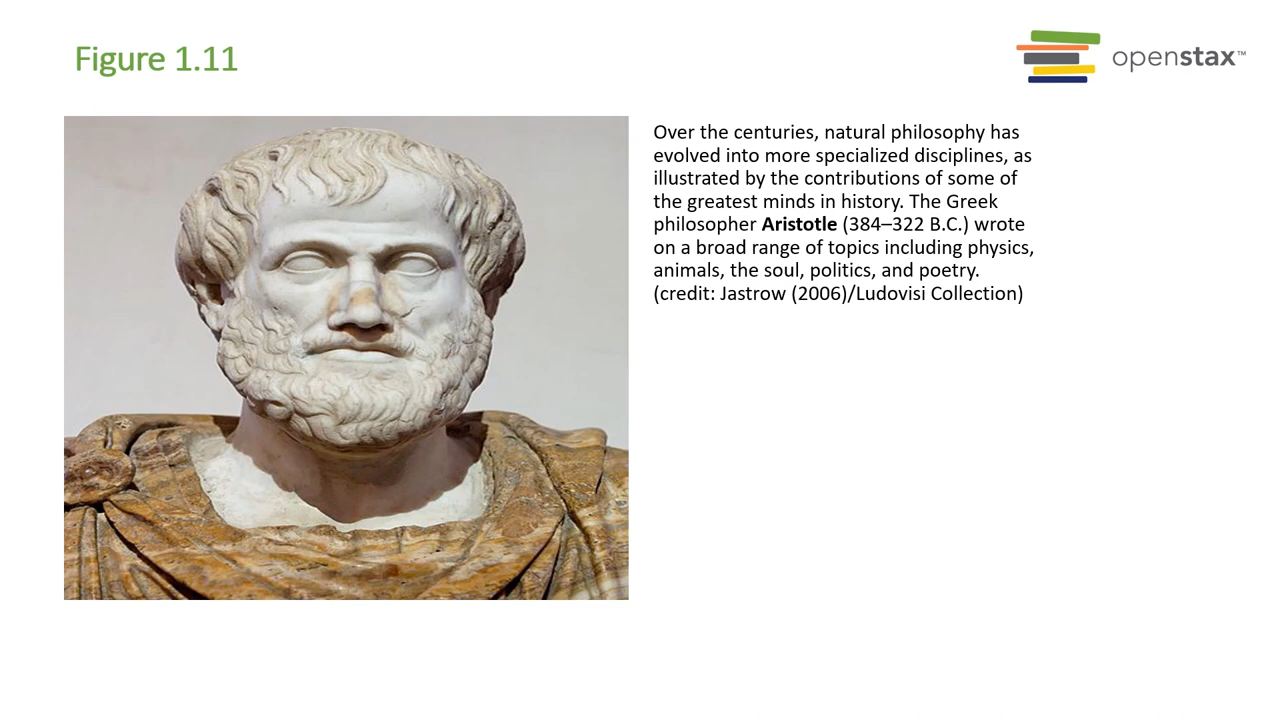 Figure 1.11
openstax™
Over the centuries, natural philosophy has
evolved into more specialized disciplines, as
illustrated by the contributions of some of
the greatest minds in history. The Greek
philosopher Aristotle (384–322 B.C.) wrote
on a broad range of topics including physics,
animals, the soul, politics, and poetry.
(credit: Jastrow (2006)/Ludovisi Collection)